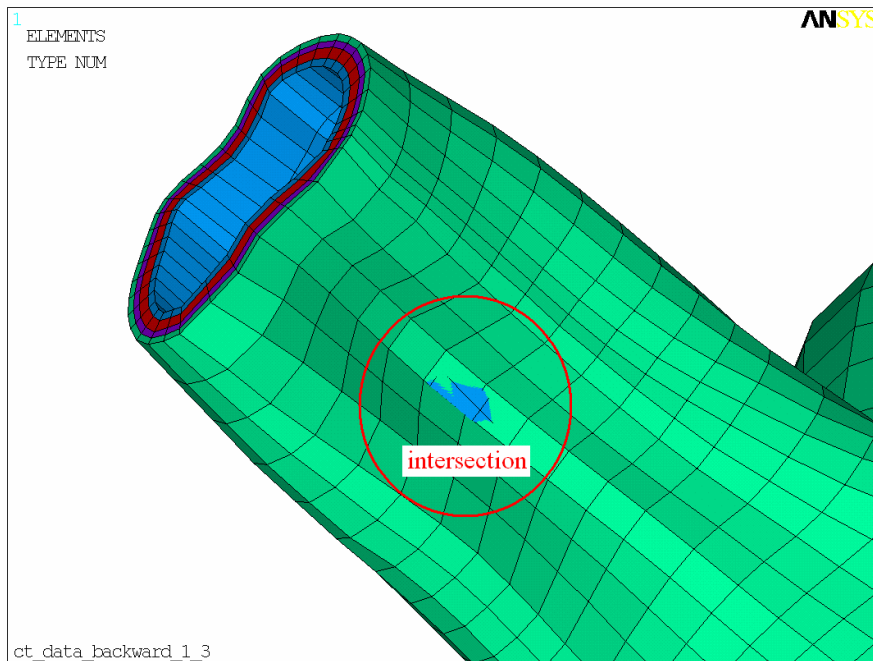 1
ANSYS
ELEMENTS
TYPE NUM
intersection
ct_data_backward_1_3